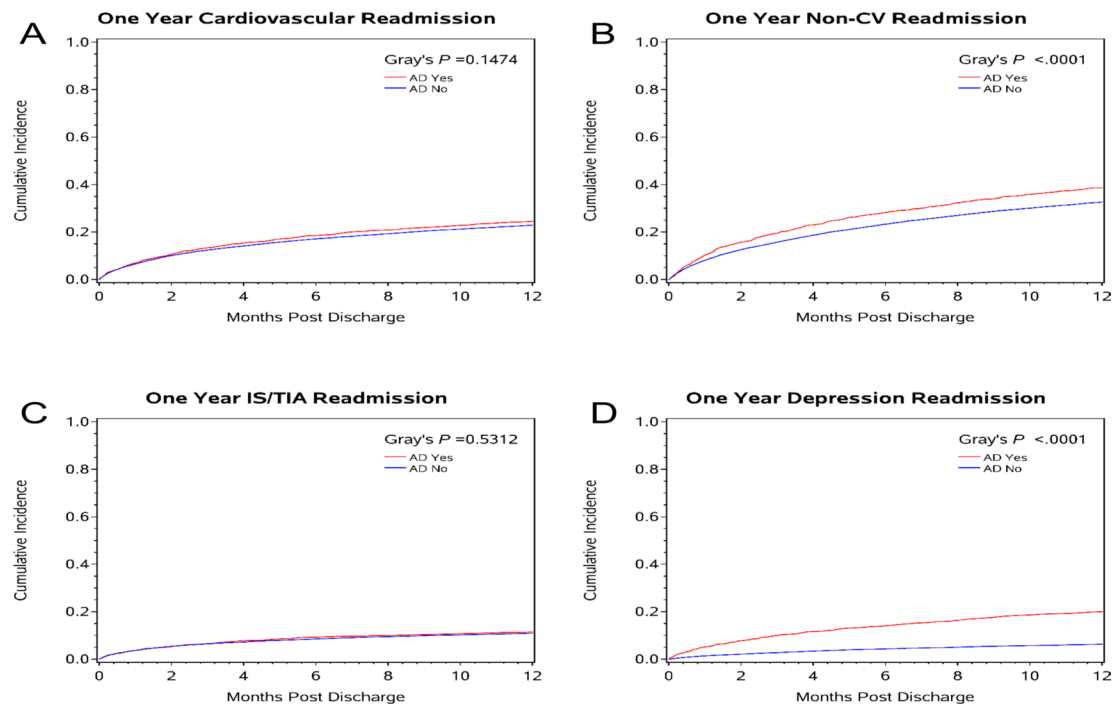 A
One Year Cardiovascular Readmission
Cumulative Incidence
1.0
0.8
0.6
0.4
0.2
0.0
Gray's P =0.1474
AD Yes
AD No
0 2 4 6 8 10 12
Months Post Discharge
B
One Year Non-CV Readmission
Cumulative Incidence
1.0
0.8
0.6
0.4
0.2
0.0
Gray's P <.0001
AD Yes
AD No
0 2 4 6 8 10 12
Months Post Discharge
C
One Year IS/TIA Readmission
Cumulative Incidence
1.0
0.8
0.6
0.4
0.2
0.0
Gray's P =0.5312
AD Yes
AD No
0 2 4 6 8 10 12
Months Post Discharge
D
One Year Depression Readmission
Cumulative Incidence
1.0
0.8
0.6
0.4
0.2
0.0
Gray's P <.0001
AD Yes
AD No
0 2 4 6 8 10 12
Months Post Discharge